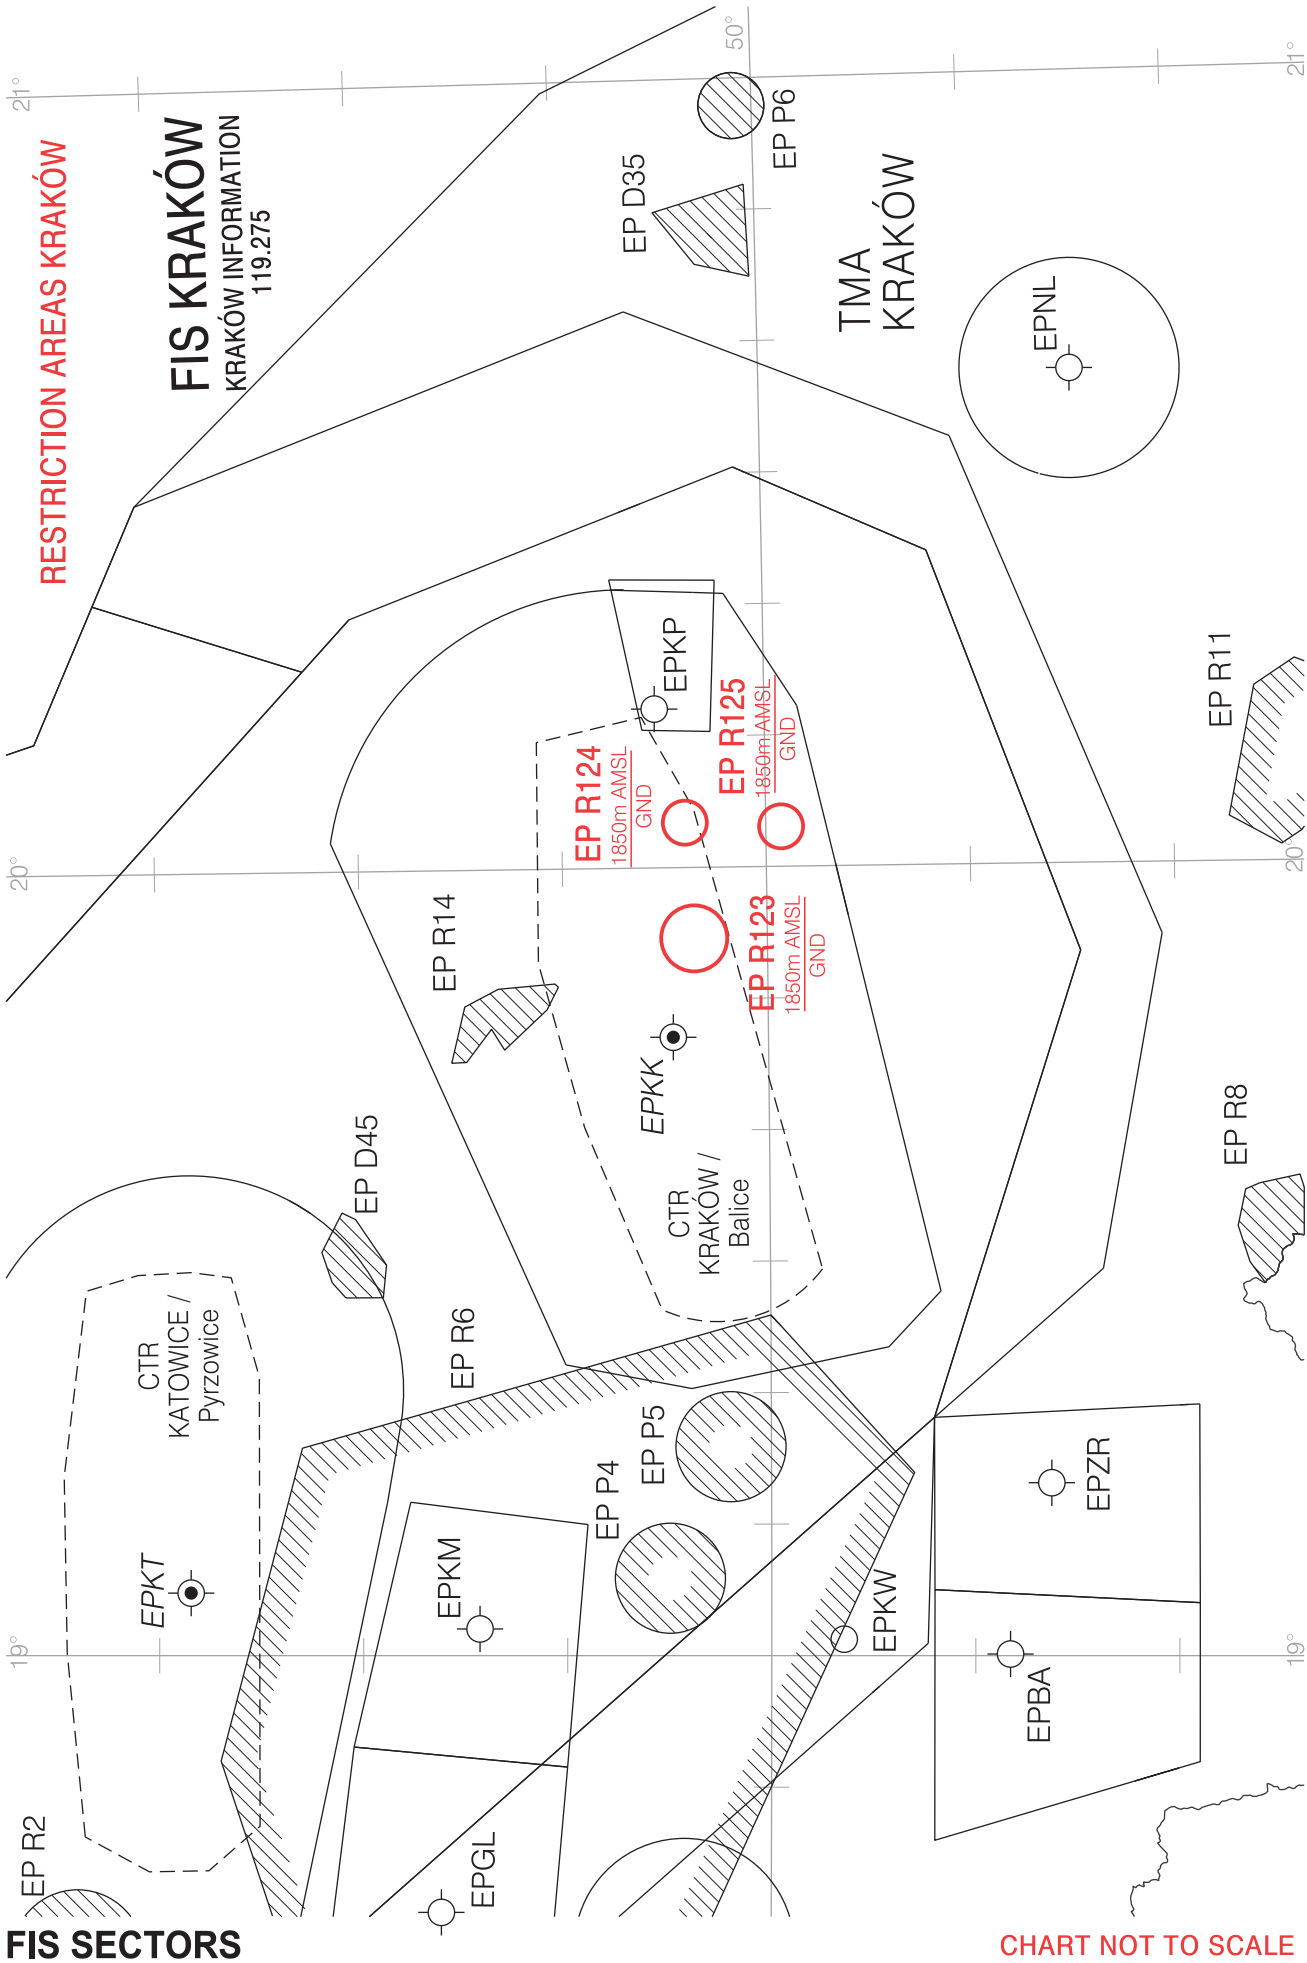 RESTRICTION AREAS KRAKÓW
FIS KRAKÓW
KRAKÓW INFORMATION
119.275
21°
50°
21°
EP P6
EP D35
TMA
KRAKÓW
EPNL
EPKP
EP R124
1850m AMSL
GND
EP R125
1850m AMSL
GND
EP R11
20°
20°
EP R14
EP R123
1850m AMSL
GND
EPKK
CTR
KRAKÓW /
Balice
EP R8
EP D45
CTR
KATOWICE /
Pyrzowice
EP R6
EP P5
EP P4
EPKT
EPKM
EPKW
EPZR
EPBA
19°
19°
EP R2
EPGL
FIS SECTORS
CHART NOT TO SCALE